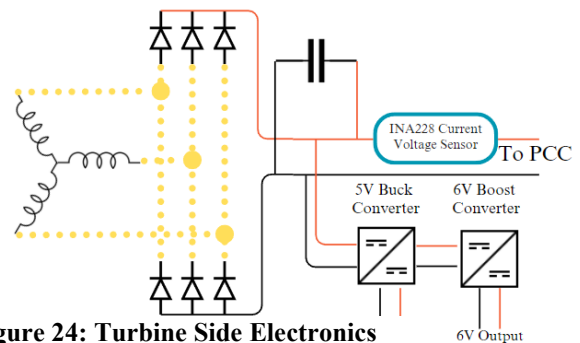 INA228 Current
Voltage Sensor
To PCC
5V Buck
Converter
6V Boost
Converter
gure 24: Turbine Side Electronics
6V Output